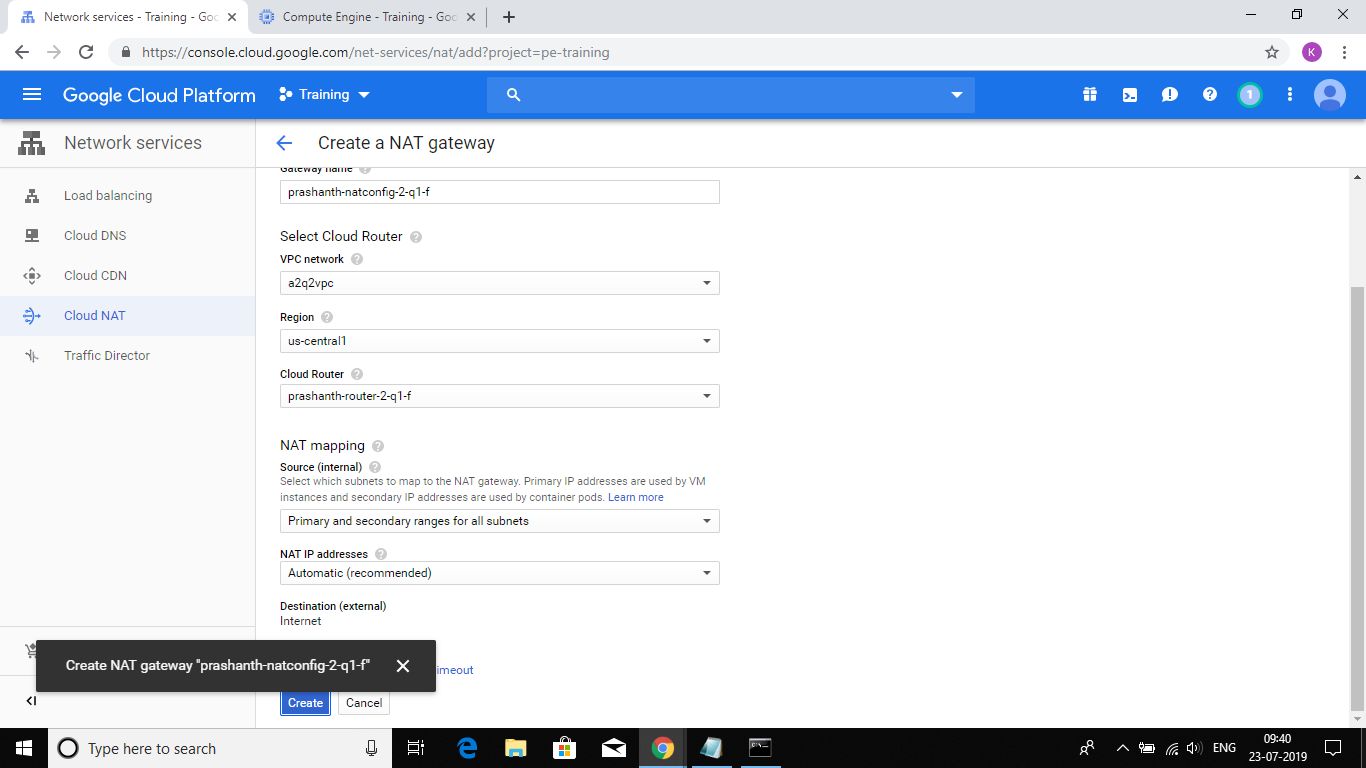 Network services - Training - Goo
Compute Engine - Training - Goo
https://console.cloud.google.com/net-services/nat/add?project=pe-training
K
Google Cloud Platform
Training
1
Network services
Create a NAT gateway
Load balancing
Cloud DNS
Cloud CDN
Cloud NAT
Traffic Director
Gateway name
prashanth-natconfig-2-q1-f
Select Cloud Router
VPC network
a2q2vpc
Region
us-central1
Cloud Router
prashanth-router-2-q1-f
NAT mapping
Source (internal)
Select which subnets to map to the NAT gateway. Primary IP addresses are used by VM
instances and secondary IP addresses are used by container pods. Learn more
Primary and secondary ranges for all subnets
NAT IP addresses
Automatic (recommended)
Destination (external)
Internet
imeout
Create NAT gateway "prashanth-natconfig-2-q1-f"
Create
Cancel
Type here to search
ENG
09:40
23-07-2019